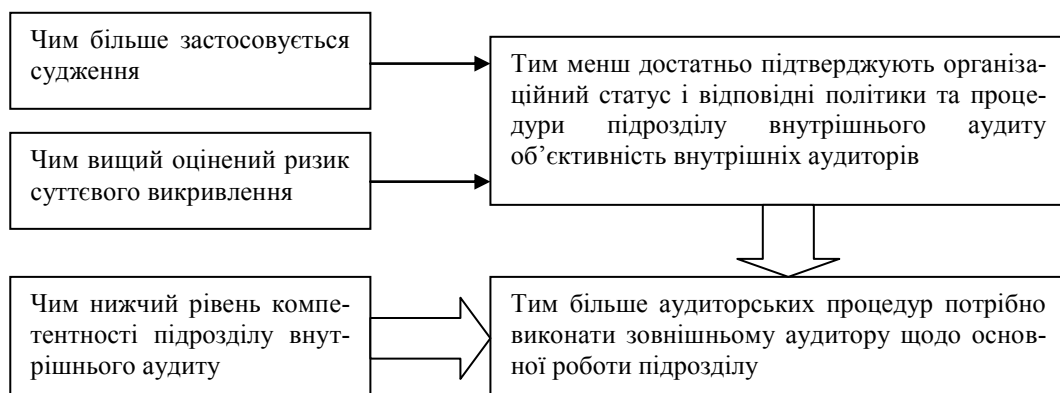 Чим більше застосовується
судження
Тим менш достатньо підтверджують організа-
ційний статус і відповідні політики та проце-
дури підрозділу внутрішнього аудиту
об’єктивність внутрішніх аудиторів
Чим вищий оцінений ризик
суттєвого викривлення
Чим нижчий рівень компе-
тентності підрозділу внут-
рішнього аудиту
Тим більше аудиторських процедур потрібно
виконати зовнішньому аудитору щодо основ-
ної роботи підрозділу